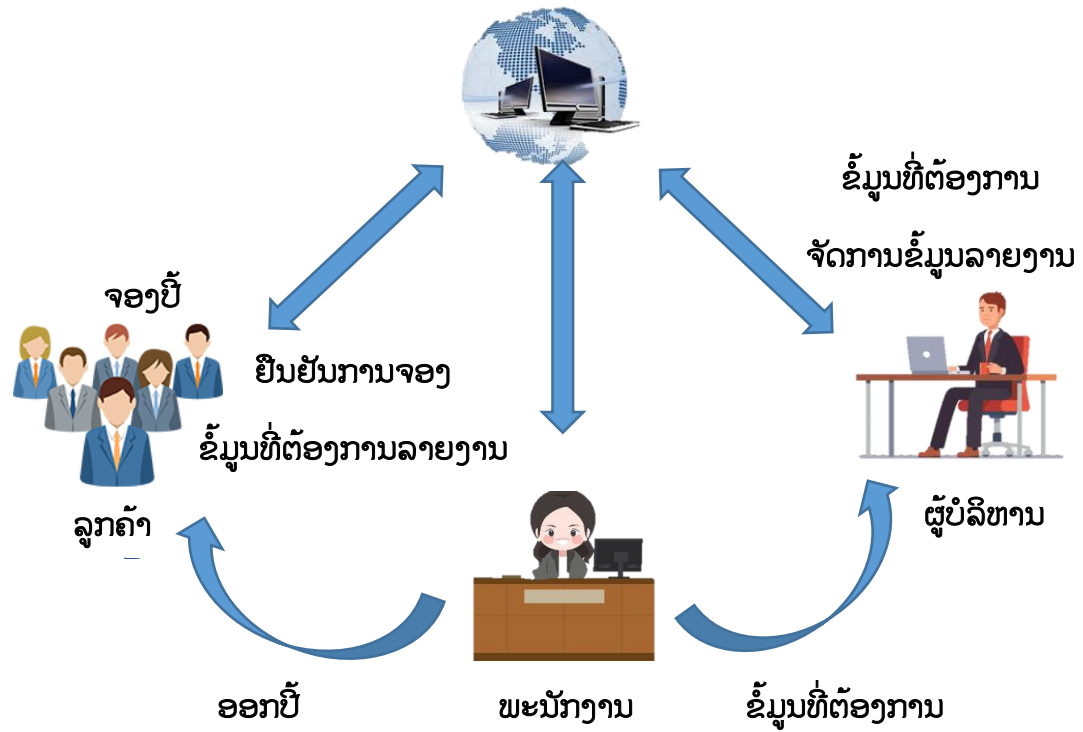 ຂໍ້ມູນທີ່ຕ້ອງການ
ຈັດການຂໍ້ມູນລາຍງານ
ຈອງປີ້
ຢືນຢັນການຈອງ
ຂໍ້ມູນທີ່ຕ້ອງການລາຍງານ
ລູກຄ້າ
ຜູ້ບໍລິຫານ
ອອກປີ້
ພະນັກງານ
ຂໍ້ມູນທີ່ຕ້ອງການ